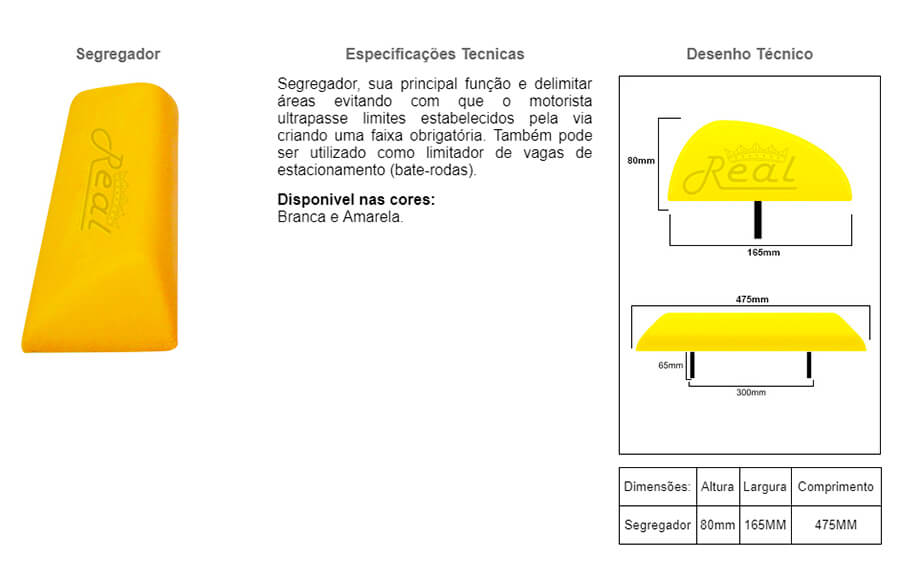 Segregador
Real
Especificações Tecnicas
Segregador, sua principal função e delimitar
áreas evitando com que o motorista
ultrapasse limites estabelecidos pela via
criando uma faixa obrigatória. Também pode
ser utilizado como limitador de vagas de
estacionamento (bate-rodas).
Disponivel nas cores:
Branca e Amarela.
Desenho Técnico
80mm
Real
165mm
475mm
65mm
300mm
Dimensões: Altura Largura Comprimento
Segregador 80mm 165MM 475MM